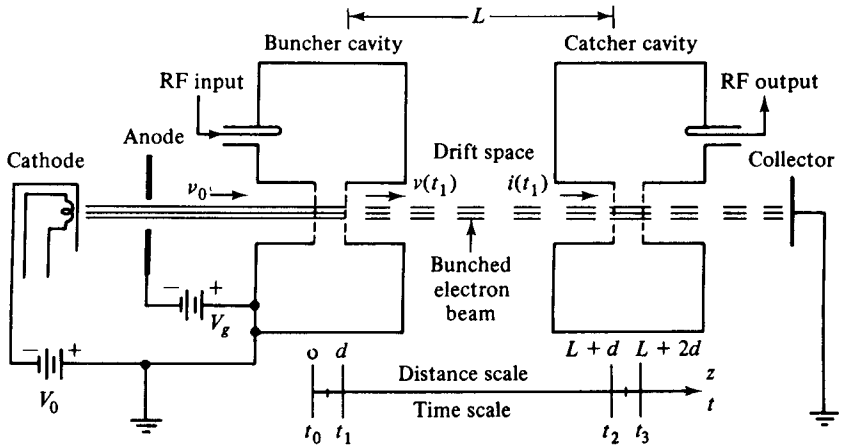 L
Buncher cavity
Catcher cavity
RF input
RF output
Anode
Cathode
Drift space
Collector
v₀
v(t₁)
i(t₁)
Bunched
electron
beam
− +
V_g
− +
V₀
o d
L + d L + 2d
Distance scale
z
Time scale
t
t₀ t₁
t₂ t₃